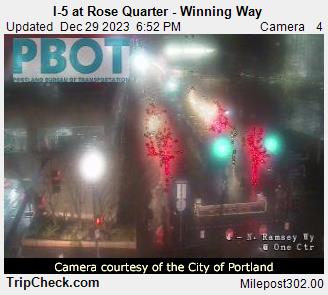 I-5 at Rose Quarter - Winning Way
Updated Dec 29 2023 6:52 PM Camera 4
PBOT
PORTLAND BUREAU OF TRANSPORTATION
N. Ramsey Wy
@ One Ctr
Camera courtesy of the City of Portland
TripCheck.com Milepost302.00